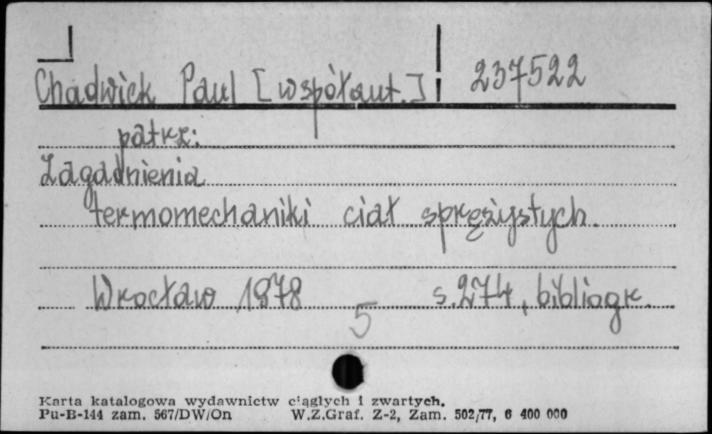 Chadwick Paul [współaut.] 237522
patrz:
Zagadnienia
termomechaniki ciał sprężystych.
Wrocław 1878 s. 274, bibliogr.
5
Karta katalogowa wydawnictw ciągłych i zwartych.
Pu-B-144 zam. 567/DW/On W.Z.Graf. Z-2, Zam. 502/77, 6 400 000